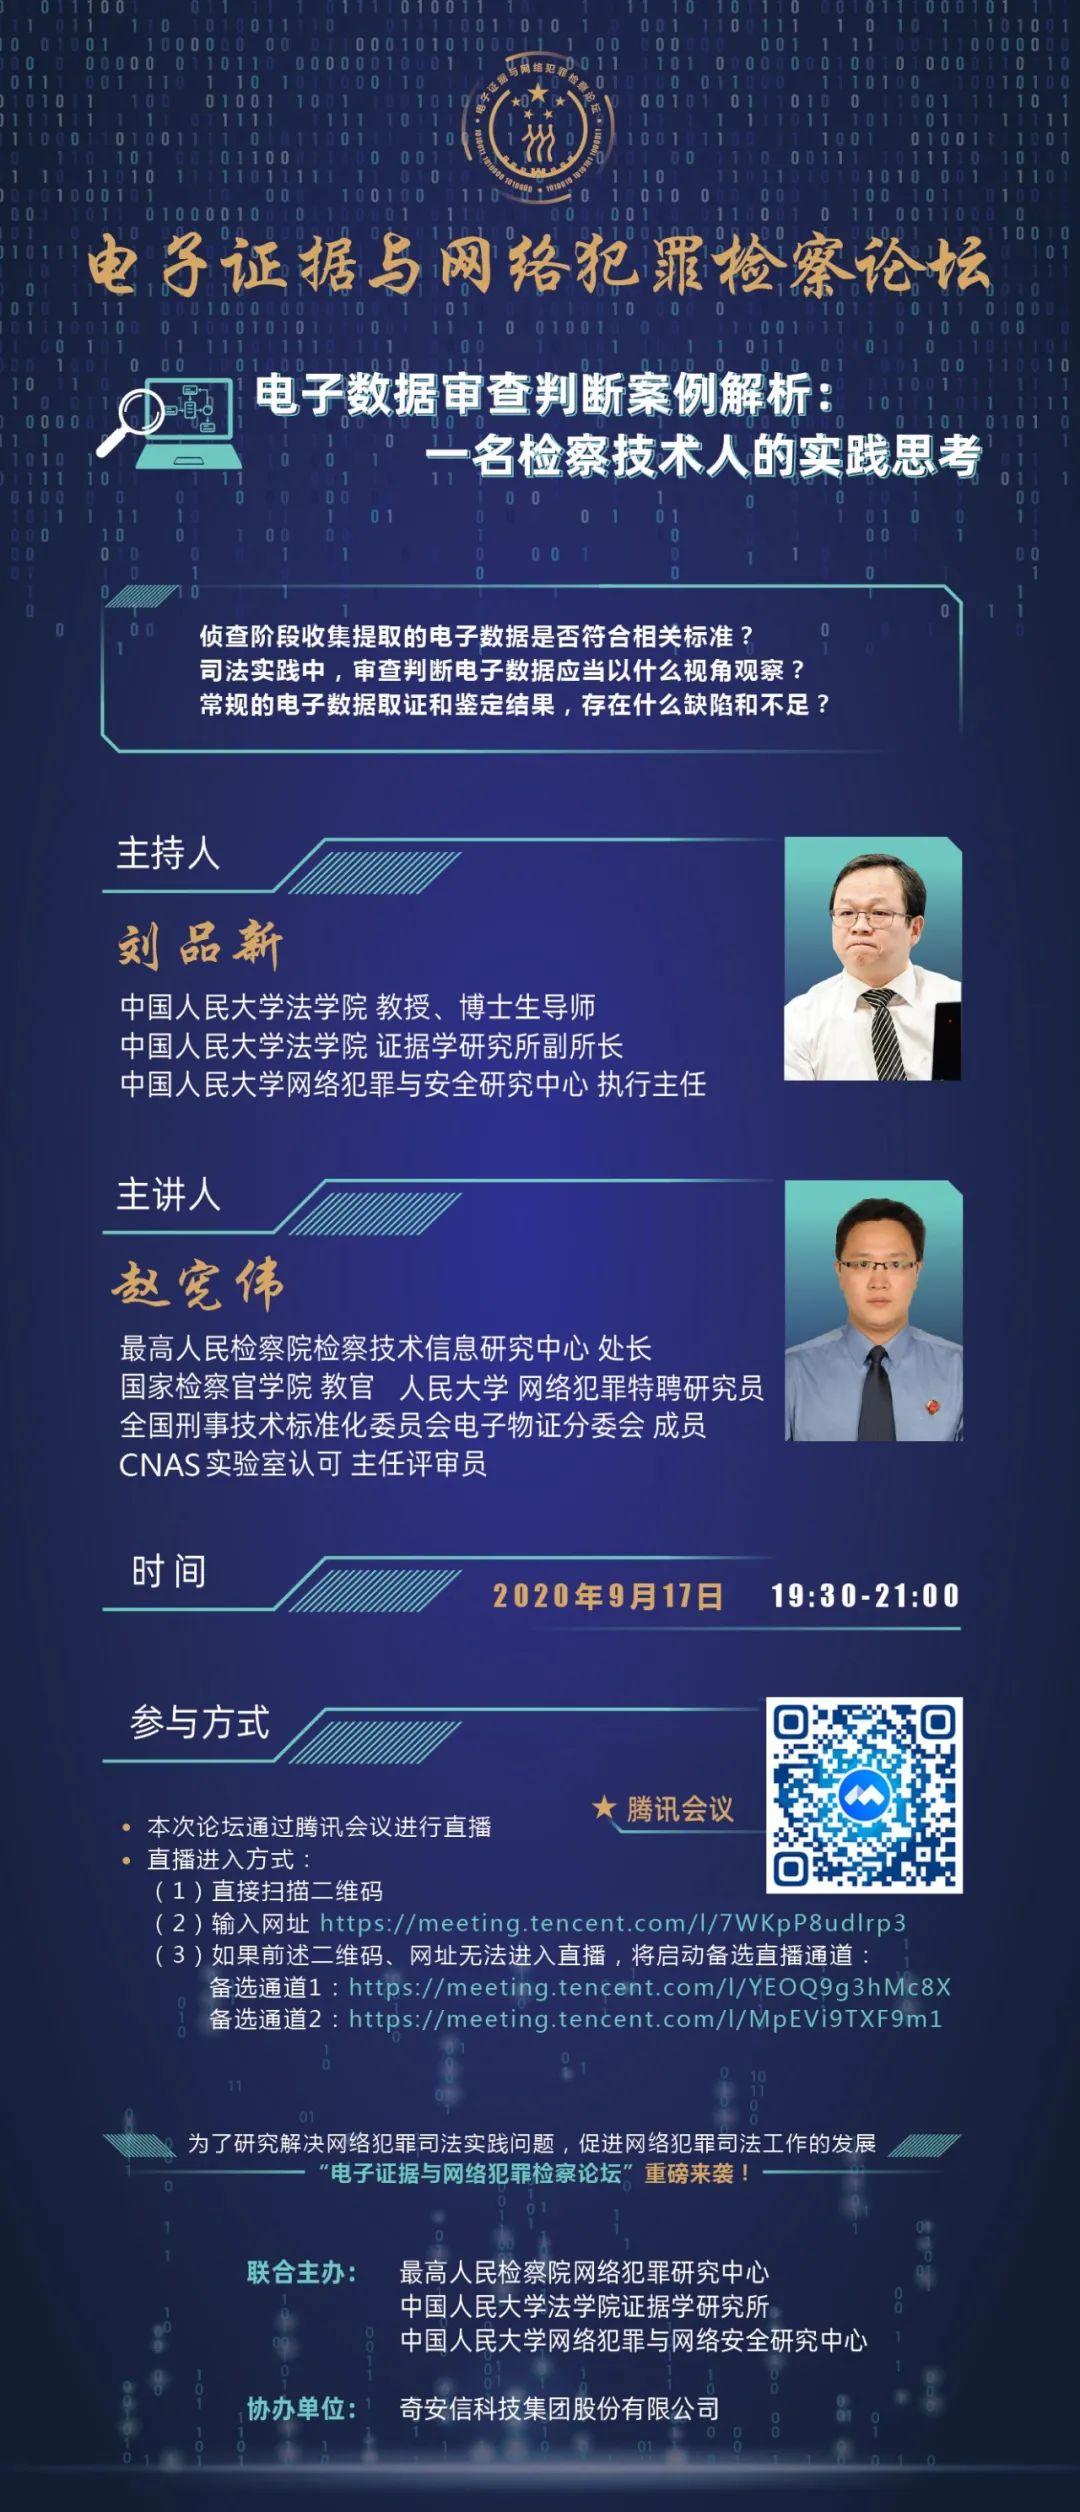 电子证据与网络犯罪检察论坛
电子证据与网络犯罪检察论坛
电子数据审查判断案例解析：
一名检察技术人的实践思考
侦查阶段收集提取的电子数据是否符合相关标准？
司法实践中，审查判断电子数据应当以什么视角观察？
常规的电子数据取证和鉴定结果，存在什么缺陷和不足？
主持人
刘品新
中国人民大学法学院 教授、博士生导师
中国人民大学法学院 证据学研究所副所长
中国人民大学网络犯罪与安全研究中心 执行主任
主讲人
赵宪伟
最高人民检察院检察技术信息研究中心 处长
国家检察官学院 教官 人民大学 网络犯罪特聘研究员
全国刑事技术标准化委员会电子物证分委会 成员
CNAS实验室认可 主任评审员
时间
2020年9月17日 19:30-21:00
参与方式
★ 腾讯会议
• 本次论坛通过腾讯会议进行直播
• 直播进入方式：
（1）直接扫描二维码
（2）输入网址 https://meeting.tencent.com/l/7WKpP8udlrp3
（3）如果前述二维码、网址无法进入直播，将启动备选直播通道：
备选通道1：https://meeting.tencent.com/l/YEOQ9g3hMc8X
备选通道2：https://meeting.tencent.com/l/MpEVi9TXF9m1
为了研究解决网络犯罪司法实践问题，促进网络犯罪司法工作的发展
“电子证据与网络犯罪检察论坛”重磅来袭！
联合主办： 最高人民检察院网络犯罪研究中心
中国人民大学法学院证据学研究所
中国人民大学网络犯罪与网络安全研究中心
协办单位： 奇安信科技集团股份有限公司